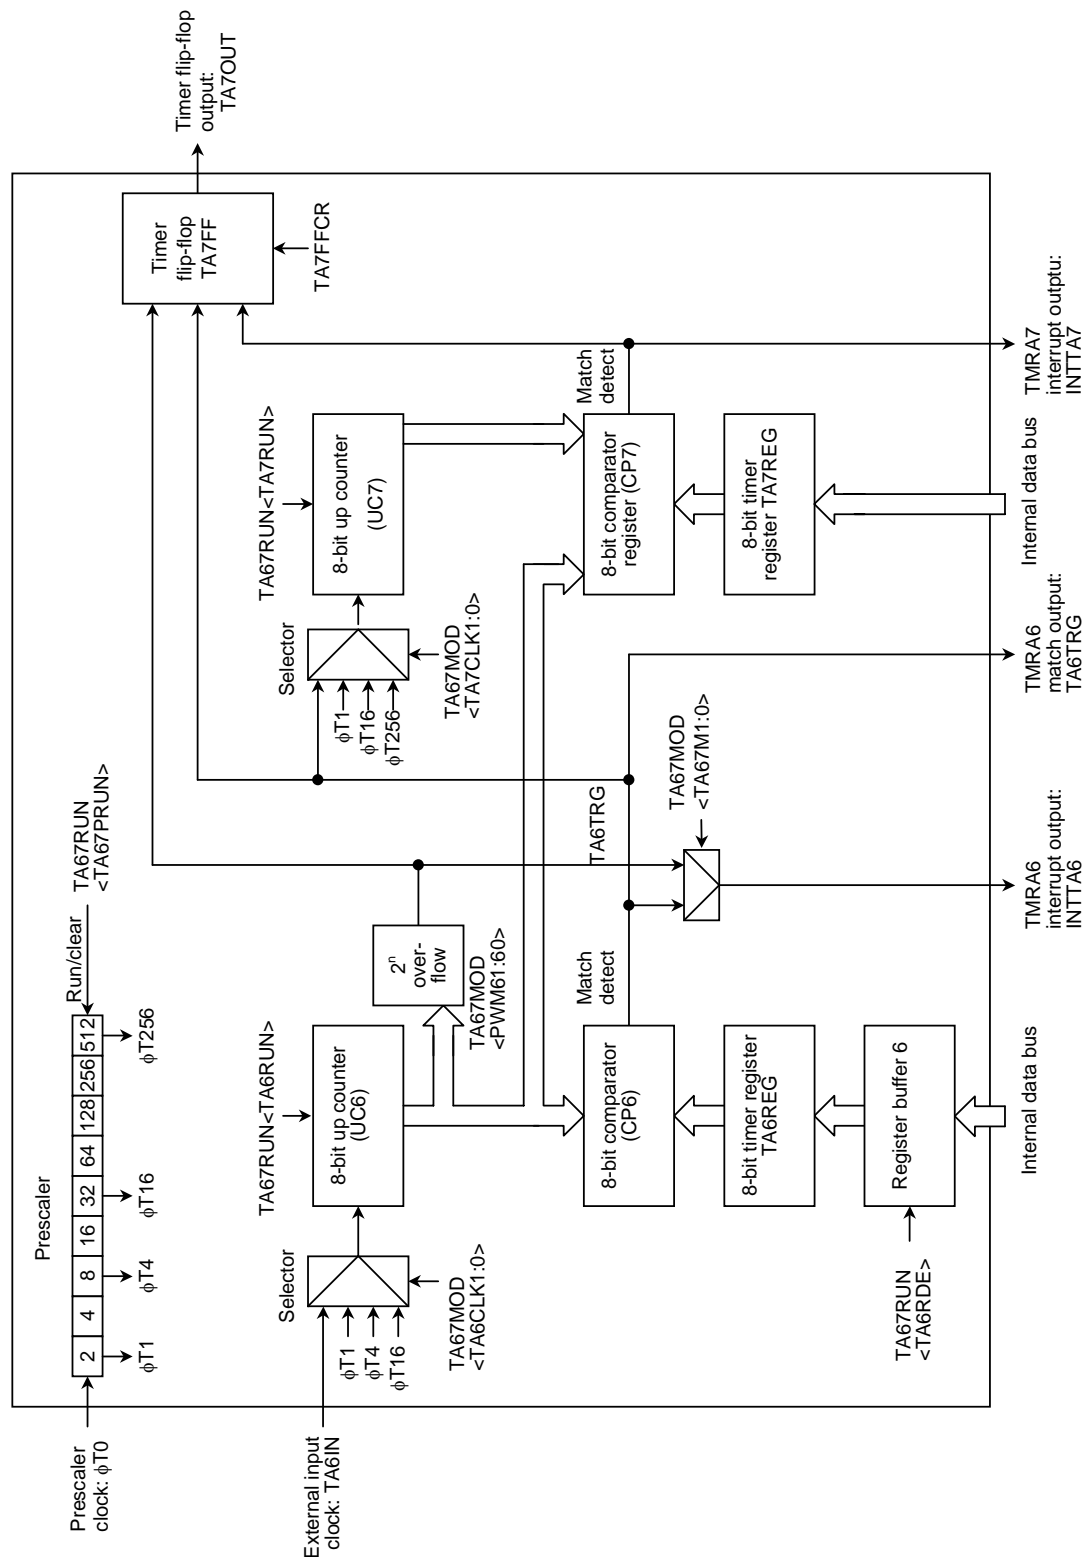 Prescaler
Prescaler
clock: ϕT0
2
4
8
16
32
64
128
256
512
Run/clear
TA67RUN
<TA67PRUN>
ϕT1
ϕT4
ϕT16
ϕT256
External input
clock: TA6IN
Selector
ϕT1
ϕT4
ϕT16
TA67MOD
<TA6CLK1:0>
TA67RUN<TA6RUN>
8-bit up counter
(UC6)
2ⁿ
over-
flow
TA67MOD
<PWM61:60>
8-bit comparator
(CP6)
Match
detect
8-bit timer register
TA6REG
Register buffer 6
TA67RUN
<TA6RDE>
Internal data bus
TA6TRG
TA67MOD
<TA67M1:0>
TMRA6
interrupt output:
INTTA6
TMRA6
match output:
TA6TRG
Selector
ϕT1
ϕT16
ϕT256
TA67MOD
<TA7CLK1:0>
TA67RUN<TA7RUN>
8-bit up counter
(UC7)
8-bit comparator
register (CP7)
Match
detect
8-bit timer
register TA7REG
Internal data bus
TMRA7
interrupt outptu:
INTTA7
Timer
flip-flop
TA7FF
TA7FFCR
Timer flip-flop
output:
TA7OUT